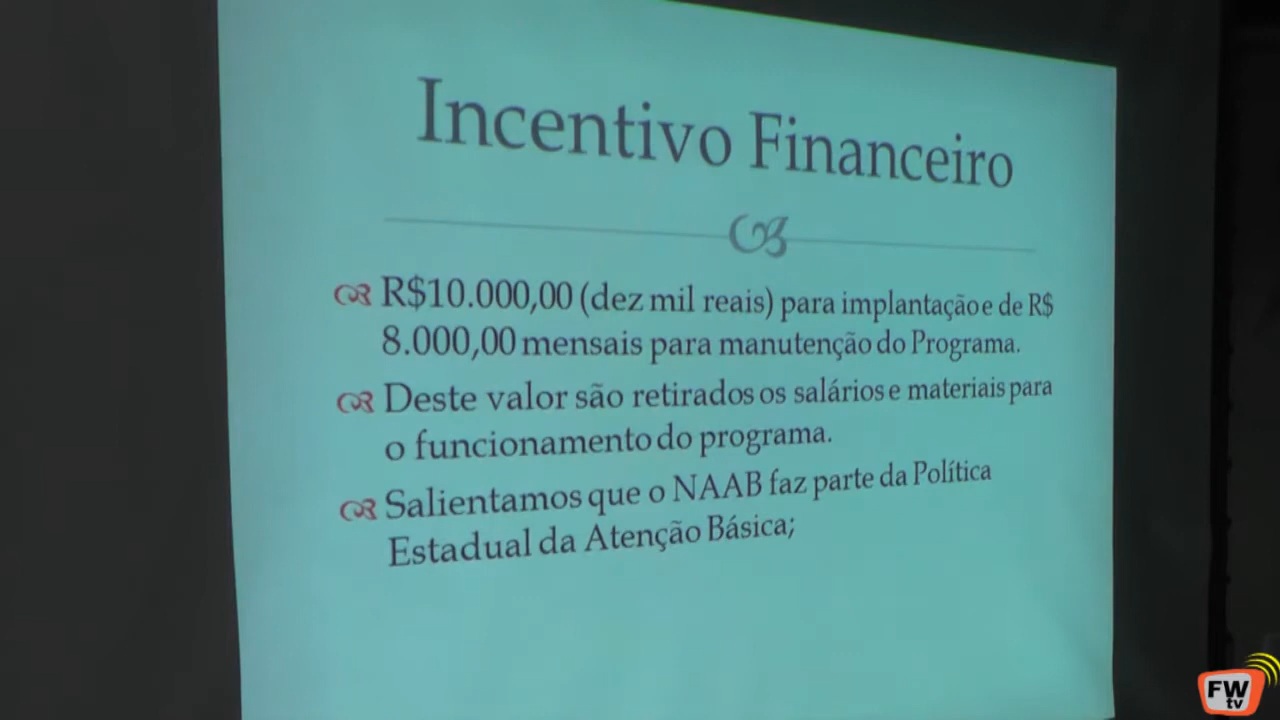 Incentivo Financeiro
R$10.000,00 (dez mil reais) para implantação e de R$
8.000,00 mensais para manutenção do Programa.
Deste valor são retirados os salários e materiais para
o funcionamento do programa.
Salientamos que o NAAB faz parte da Política
Estadual da Atenção Básica;
FW
tv